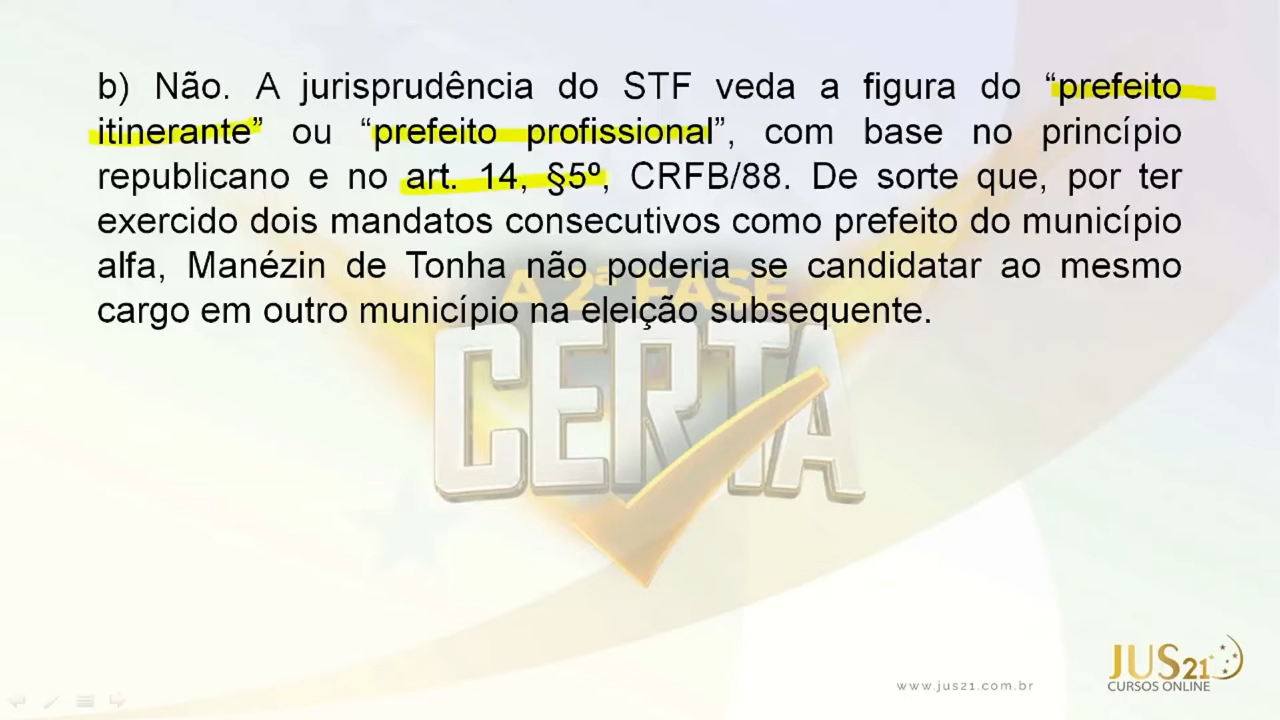 b) Não. A jurisprudência do STF veda a figura do “prefeito
itinerante” ou “prefeito profissional”, com base no princípio
republicano e no art. 14, §5º, CRFB/88. De sorte que, por ter
exercido dois mandatos consecutivos como prefeito do município
alfa, Manézin de Tonha não poderia se candidatar ao mesmo
cargo em outro município na eleição subsequente.
A 2ª FASE
CERTA
www.jus21.com.br
JUS21
CURSOS ONLINE